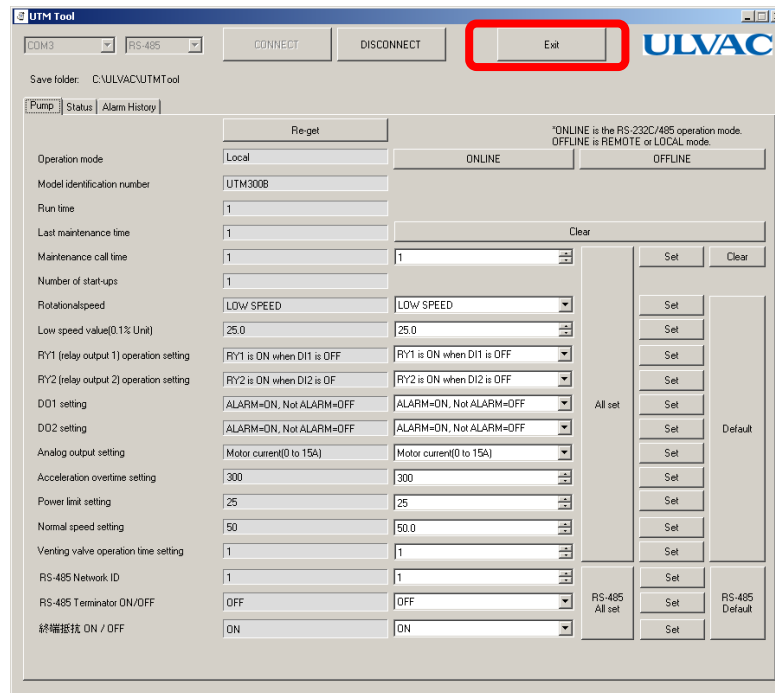 UTM Tool
COM3 RS-485 CONNECT DISCONNECT Exit ULVAC
Save folder: C:\ULVAC\UTMTool
Pump Status Alarm History
Re-get *ONLINE is the RS-232C/485 operation mode.
OFFLINE is REMOTE or LOCAL mode.
Operation mode Local ONLINE OFFLINE
Model identification number UTM300B
Run time 1
Last maintenance time 1 Clear
Maintenance call time 1 1 Set Clear
Number of start-ups 1
Rotationalspeed LOW SPEED LOW SPEED Set
Low speed value(0.1% Unit) 25.0 25.0 Set
RY1 (relay output 1) operation setting RY1 is ON when DI1 is OFF RY1 is ON when DI1 is OFF Set
RY2 (relay output 2) operation setting RY2 is ON when DI2 is OF RY2 is ON when DI2 is OFF Set
DO1 setting ALARM=ON, Not ALARM=OFF ALARM=ON, Not ALARM=OFF All set Set
DO2 setting ALARM=ON, Not ALARM=OFF ALARM=ON, Not ALARM=OFF Set Default
Analog output setting Motor current(0 to 15A) Motor current(0 to 15A) Set
Acceleration overtime setting 300 300 Set
Power limit setting 25 25 Set
Normal speed setting 50 50.0 Set
Venting valve operation time setting 1 1 Set
RS-485 Network ID 1 1 Set
RS-485 Terminator ON/OFF OFF OFF RS-485 All set Set RS-485 Default
終端抵抗 ON / OFF ON ON Set